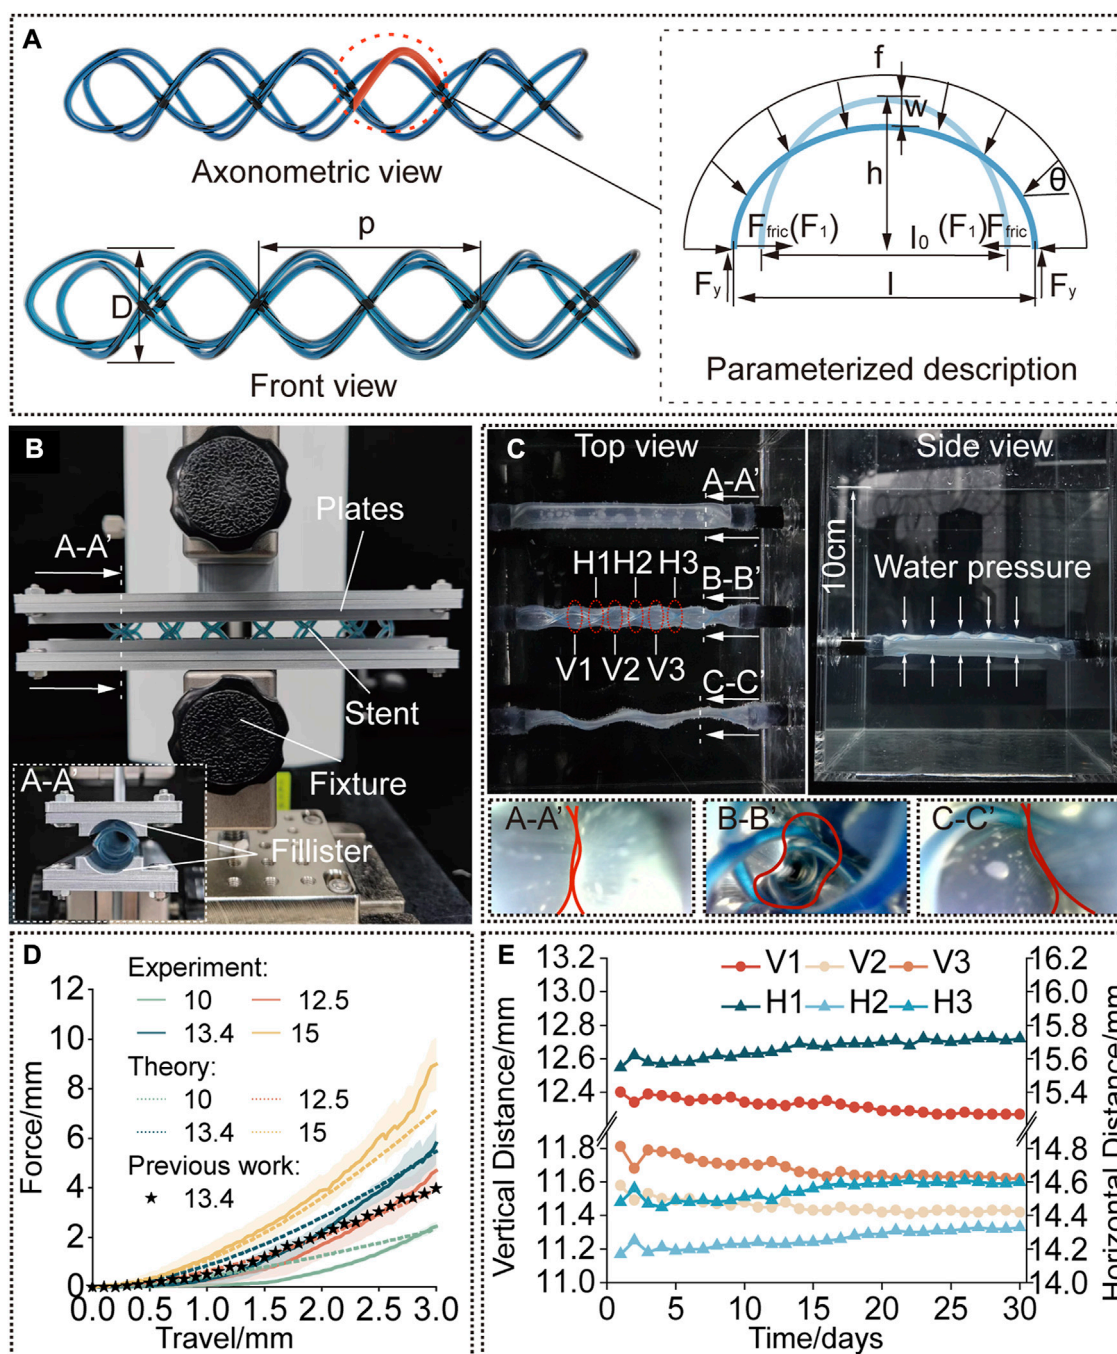 A
Axonometric view
p
D
Front view
f
w
h
θ
Ffric(F1)
l0
(F1)Ffric
Fy
l
Fy
Parameterized description
B
Plates
A-A'
Stent
Fixture
A-A'
Fillister
C
Top view
Side view
A-A'
10cm
Water pressure
H1 H2 H3
B-B'
V1 V2 V3
C-C'
A-A'
B-B'
C-C'
D
Experiment:
10 12.5
13.4 15
Theory:
10 12.5
13.4 15
Previous work:
13.4
Force/mm
12
10
8
6
4
2
0
0.0 0.5 1.0 1.5 2.0 2.5 3.0
Travel/mm
E
V1 V2 V3
H1 H2 H3
Vertical Distance/mm
13.2
13.0
12.8
12.6
12.4
11.8
11.6
11.4
11.2
11.0
Horizontal Distance/mm
16.2
16.0
15.8
15.6
15.4
14.8
14.6
14.4
14.2
14.0
0 5 10 15 20 25 30
Time/days